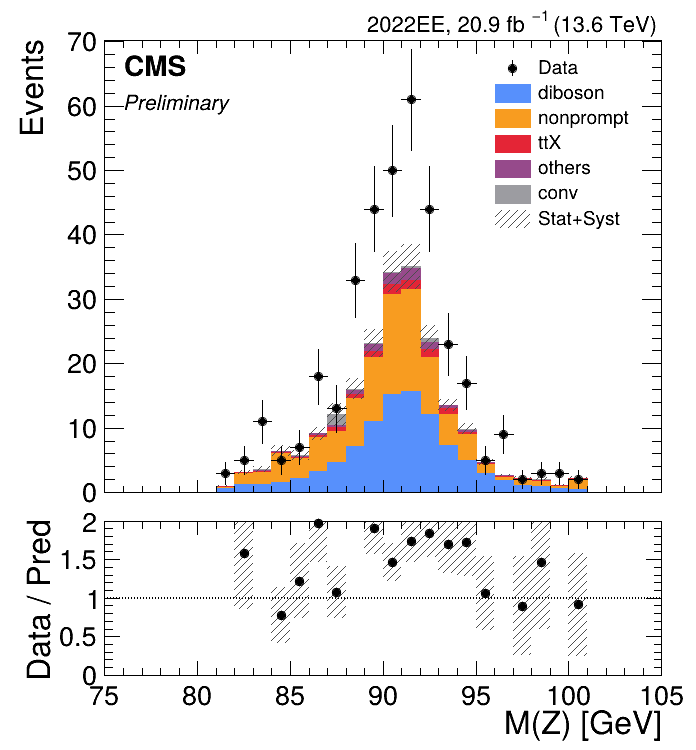 2022EE, 20.9 fb⁻¹ (13.6 TeV)
CMS
Preliminary
Events
70
60
50
40
30
20
10
0
Data
diboson
nonprompt
ttX
others
conv
Stat+Syst
Data / Pred
2
1.5
1
0.5
0
75 80 85 90 95 100 105
M(Z) [GeV]